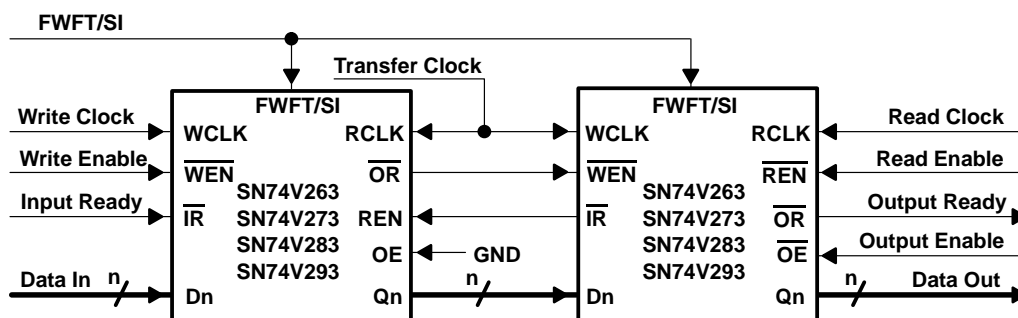 FWFT/SI
Transfer Clock
FWFT/SI
FWFT/SI
Write Clock
WCLK
RCLK
WCLK
RCLK
Read Clock
Write Enable
WEN
OR
WEN
REN
Read Enable
SN74V263
SN74V263
Input Ready
IR
SN74V273
REN
IR
SN74V273
OR
Output Ready
SN74V283
OE
GND
SN74V283
OE
Output Enable
SN74V293
SN74V293
Data In
n
Dn
Qn
n
Dn
Qn
n
Data Out